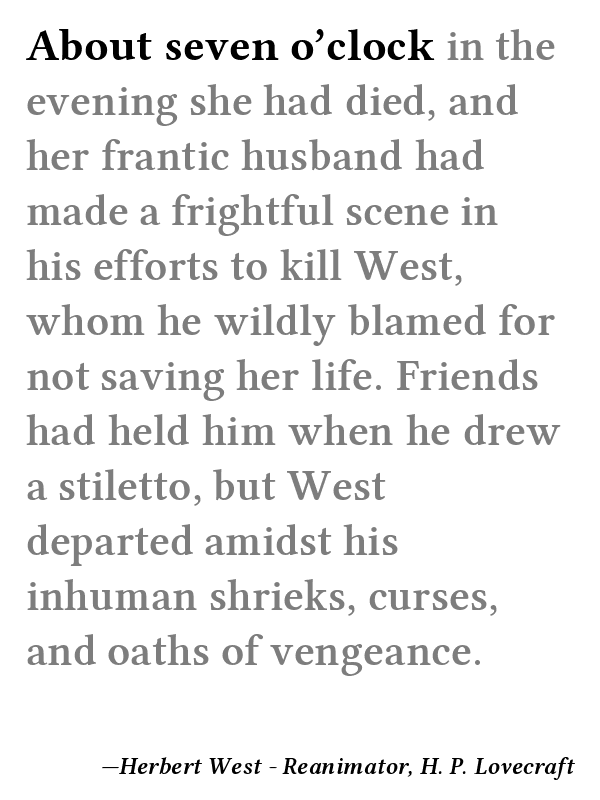 About seven o’clock in the
evening she had died, and
her frantic husband had
made a frightful scene in
his efforts to kill West,
whom he wildly blamed for
not saving her life. Friends
had held him when he drew
a stiletto, but West
departed amidst his
inhuman shrieks, curses,
and oaths of vengeance.
—Herbert West - Reanimator, H. P. Lovecraft